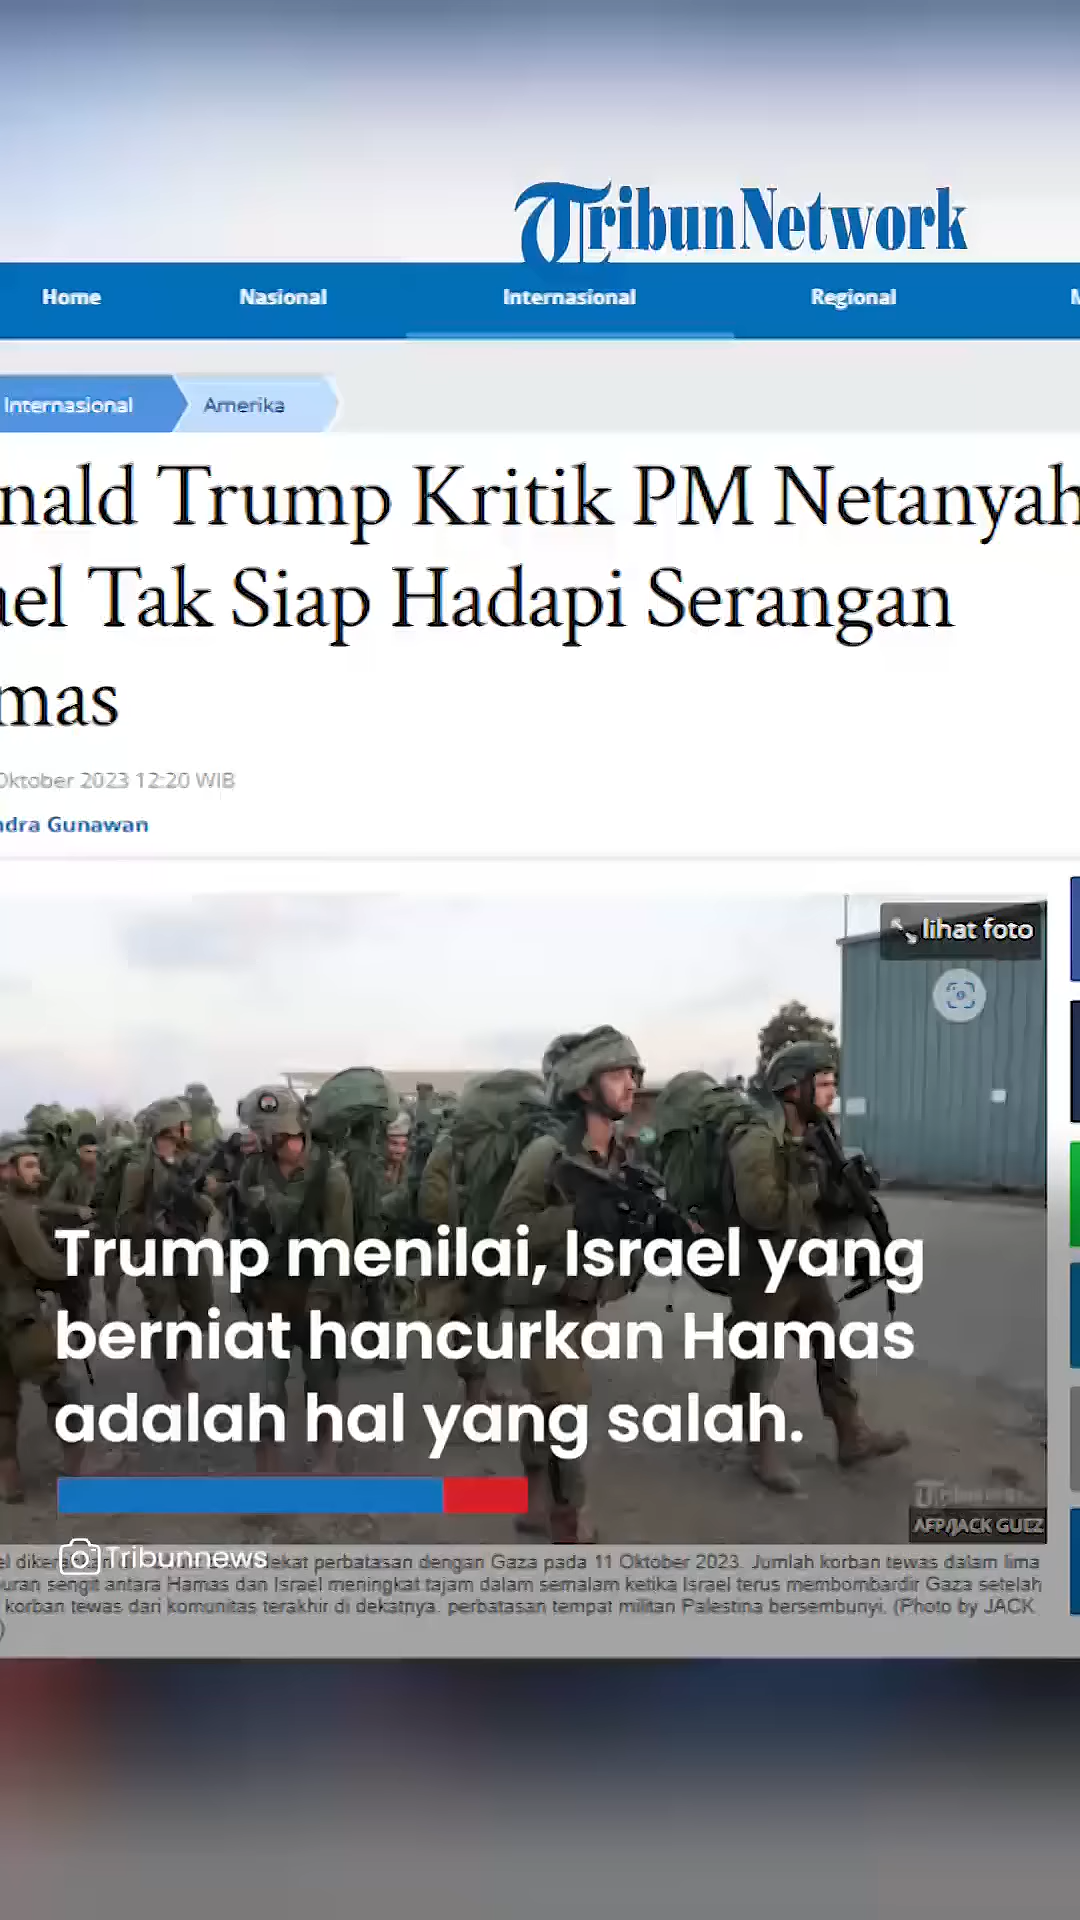 TribunNetwork
Home Nasional Internasional Regional
Internasional Amerika
nald Trump Kritik PM Netanyah
el Tak Siap Hadapi Serangan
mas
Oktober 2023 12:20 WIB
ndra Gunawan
lihat foto
Trump menilai, Israel yang
berniat hancurkan Hamas
adalah hal yang salah.
AFP/JACK GUEZ
Tribunnews
dekat perbatasan dengan Gaza pada 11 Oktober 2023. Jumlah korban tewas dalam lima
uran sengit antara Hamas dan Israel meningkat tajam dalam semalam ketika Israel terus membombardir Gaza setelah
korban tewas dari komunitas terakhir di dekatnya. perbatasan tempat militan Palestina bersembunyi. (Photo by JACK
)